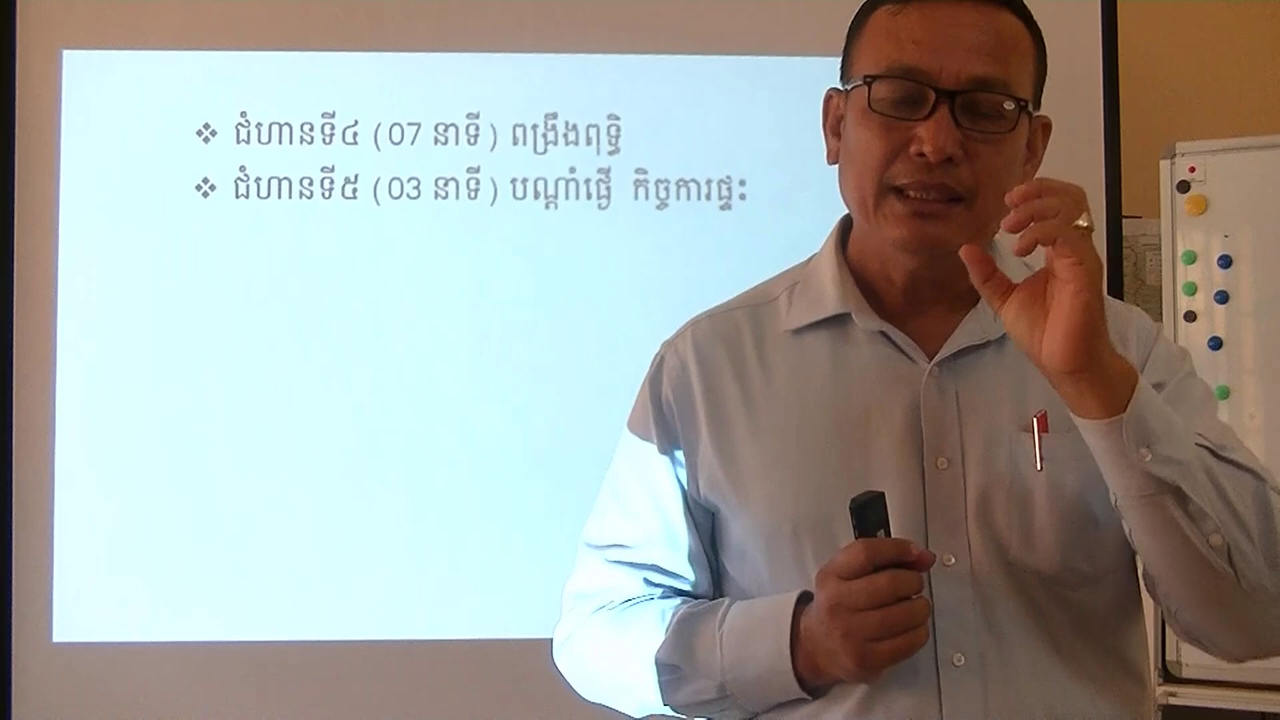 ❖ ជំហានទី៤ (07 នាទី) ពង្រឹងពុទ្ធិ
❖ ជំហានទី៥ (03 នាទី) បណ្តាំផ្ញើ កិច្ចការផ្ទះ